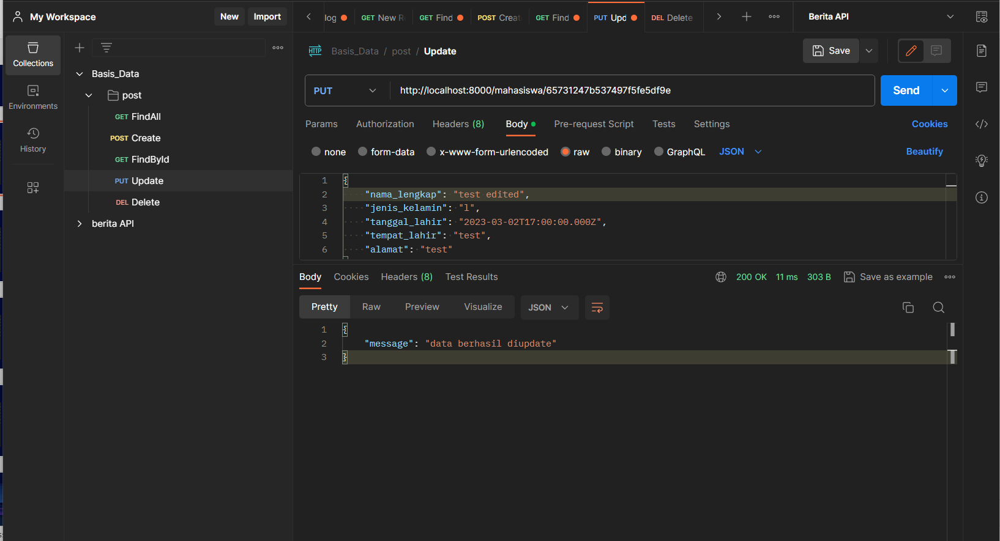 My Workspace
New
Import
log
GET New R
GET Find
POST Creat
GET Find
PUT Upd
DEL Delete
Berita API
Collections
Environments
History
Basis_Data
post
GET FindAll
POST Create
GET FindById
PUT Update
DEL Delete
berita API
HTTP Basis_Data / post / Update
Save
PUT
http://localhost:8000/mahasiswa/65731247b537497f5fe5df9e
Send
Params Authorization Headers (8) Body Pre-request Script Tests Settings Cookies
none form-data x-www-form-urlencoded raw binary GraphQL JSON Beautify
1 {
2 "nama_lengkap": "test edited",
3 "jenis_kelamin": "l",
4 "tanggal_lahir": "2023-03-02T17:00:00.000Z",
5 "tempat_lahir": "test",
6 "alamat": "test"
Body Cookies Headers (8) Test Results 200 OK 11 ms 303 B Save as example
Pretty Raw Preview Visualize JSON
1 {
2 "message": "data berhasil diupdate"
3 }